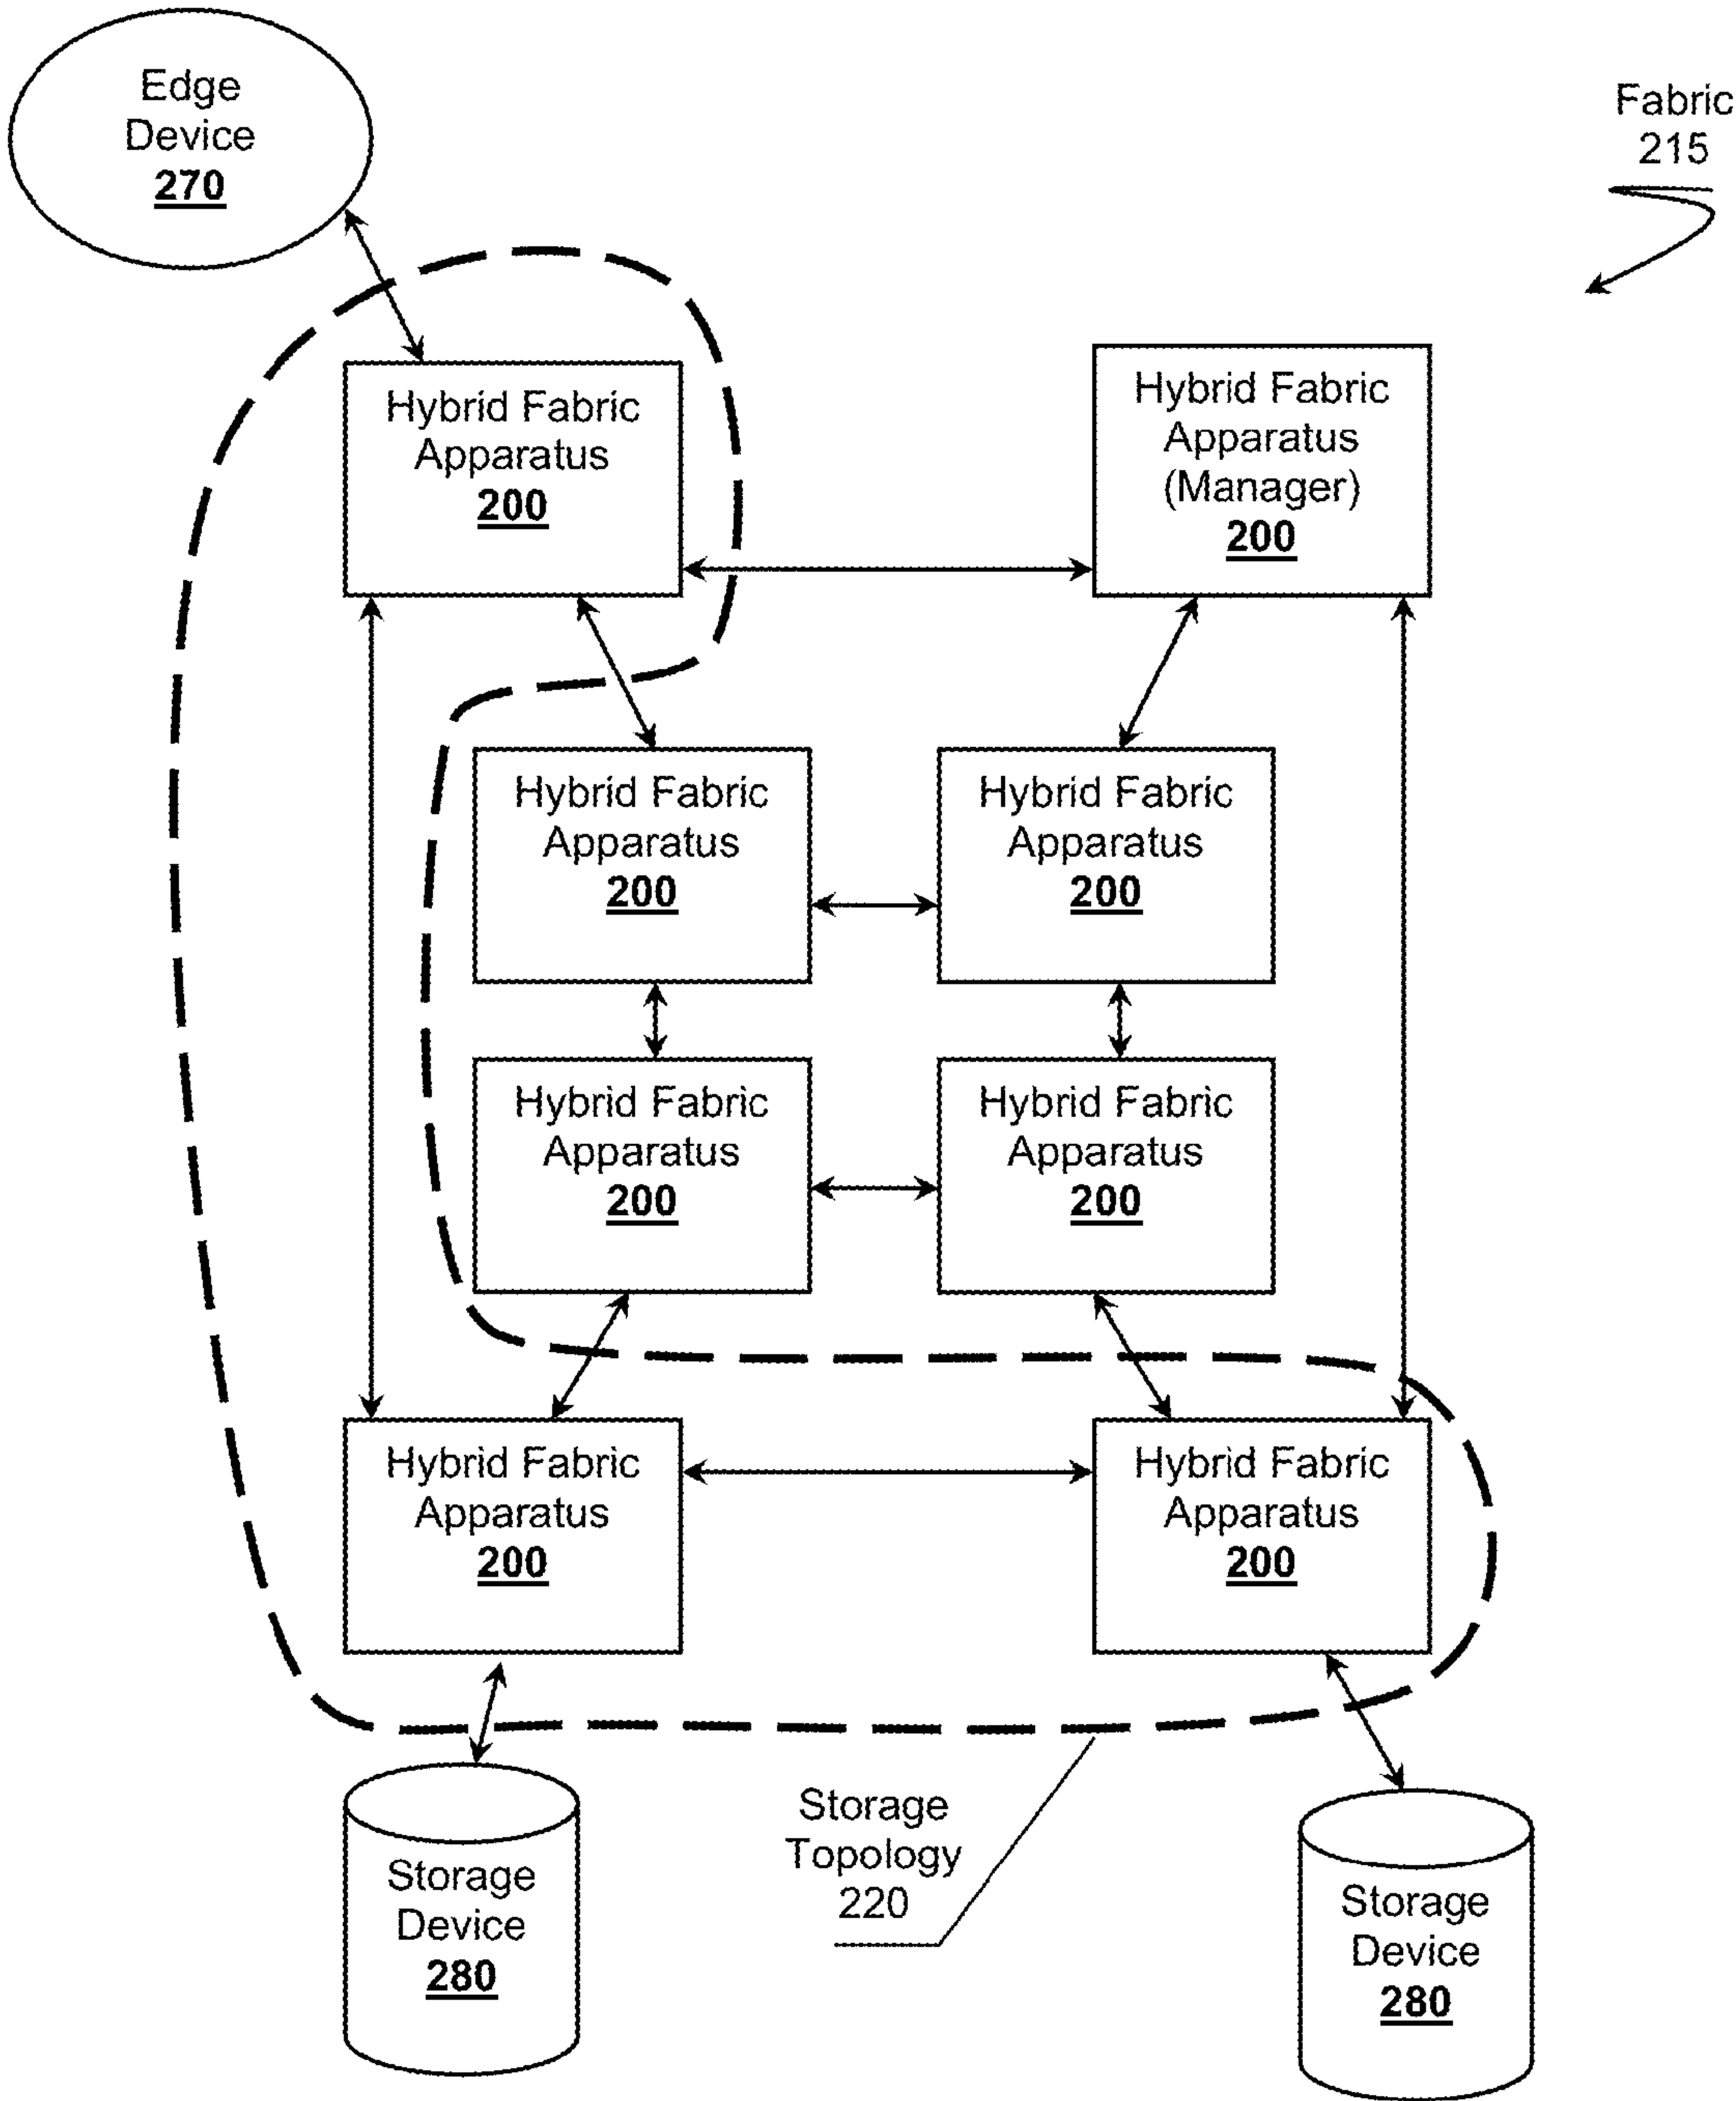 Edge
Device
270
Fabric
215
Hybrid Fabric
Apparatus
200
Hybrid Fabric
Apparatus
(Manager)
200
Hybrid Fabric
Apparatus
200
Hybrid Fabric
Apparatus
200
Hybrid Fabric
Apparatus
200
Hybrid Fabric
Apparatus
200
Hybrid Fabric
Apparatus
200
Hybrid Fabric
Apparatus
200
Storage
Device
280
Storage
Topology
220
Storage
Device
280